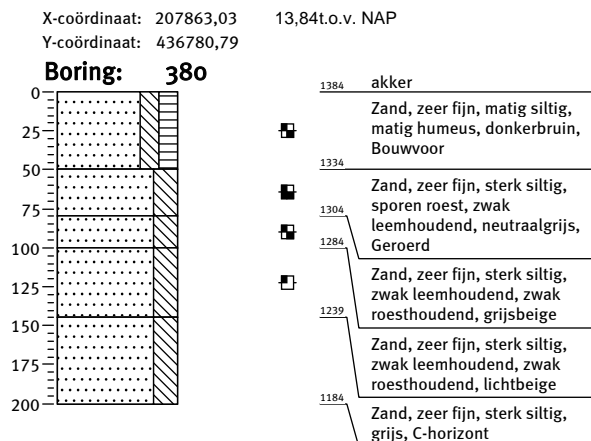 X-coördinaat: 207863,03 13,84t.o.v. NAP
Y-coördinaat: 436780,79
Boring: 380
0
25
50
75
100
125
150
175
200
1384 akker
Zand, zeer fijn, matig siltig,
matig humeus, donkerbruin,
Bouwvoor
1334
Zand, zeer fijn, sterk siltig,
sporen roest, zwak
leemhoudend, neutraalgrijs,
Geroerd
1304
1284
Zand, zeer fijn, sterk siltig,
zwak leemhoudend, zwak
roesthoudend, grijsbeige
1239
Zand, zeer fijn, sterk siltig,
zwak leemhoudend, zwak
roesthoudend, lichtbeige
1184
Zand, zeer fijn, sterk siltig,
grijs, C-horizont